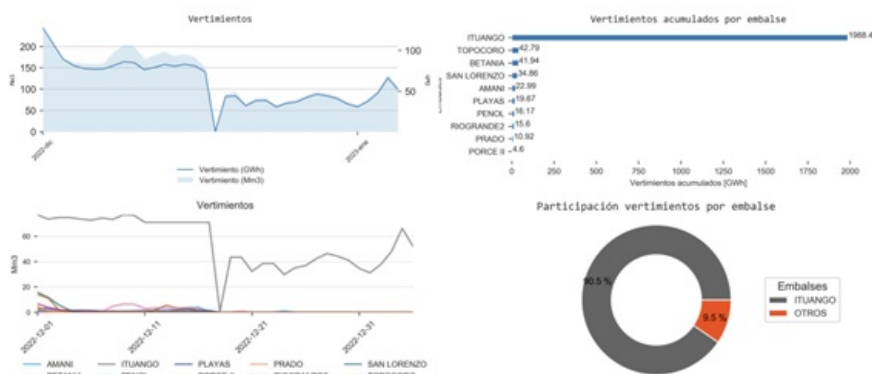 Vertimientos
200
150
100
50
0
100
50
2022-dic
2023-ene
Vertimiento (GWh)
Vertimiento (Mm3)
Vertimientos acumulados por embalse
ITUANGO 1988.4
TOPOCORO 42.79
BETANIA 41.94
SAN LORENZO 34.86
AMANI 22.99
PLAYAS 19.67
PENOL 16.17
RIOGRANDE2 15.6
PRADO 10.92
PORCE II 4.6
0 250 500 750 1000 1250 1500 1750 2000
Vertimientos acumulados [GWh]
Vertimientos
Mm3
60
40
20
0
2022-12-01
2022-12-11
2022-12-21
2022-12-31
AMANI ITUANGO PLAYAS PRADO SAN LORENZO
Participación vertimientos por embalse
90.5 %
9.5 %
Embalses
ITUANGO
OTROS